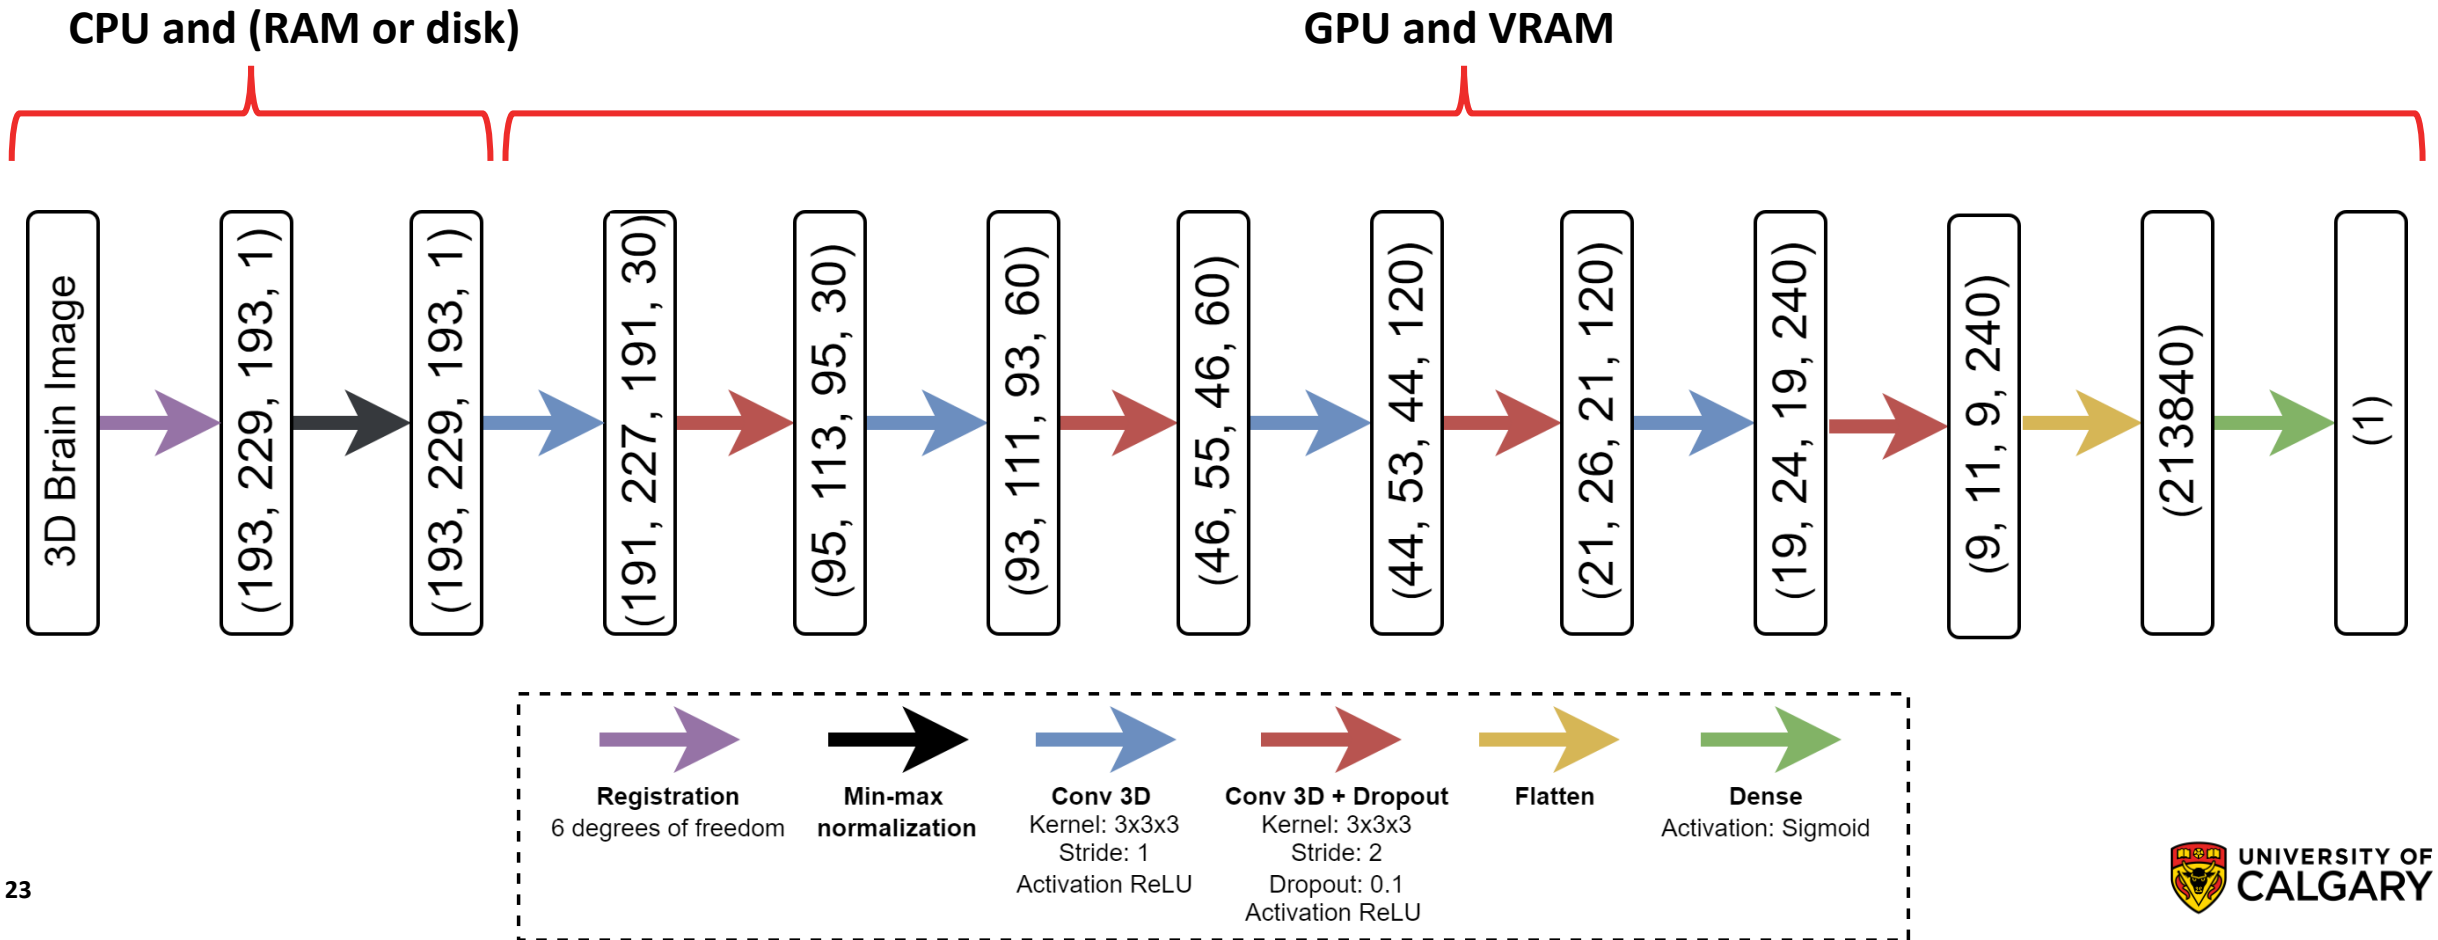 CPU and (RAM or disk)
GPU and VRAM
3D Brain Image
(193, 229, 193, 1)
(193, 229, 193, 1)
(191, 227, 191, 30)
(95, 113, 95, 30)
(93, 111, 93, 60)
(46, 55, 46, 60)
(44, 53, 44, 120)
(21, 26, 21, 120)
(19, 24, 19, 240)
(9, 11, 9, 240)
(213840)
(1)
Registration
6 degrees of freedom
Min-max
normalization
Conv 3D
Kernel: 3x3x3
Stride: 1
Activation ReLU
Conv 3D + Dropout
Kernel: 3x3x3
Stride: 2
Dropout: 0.1
Activation ReLU
Flatten
Dense
Activation: Sigmoid
23
UNIVERSITY OF
CALGARY